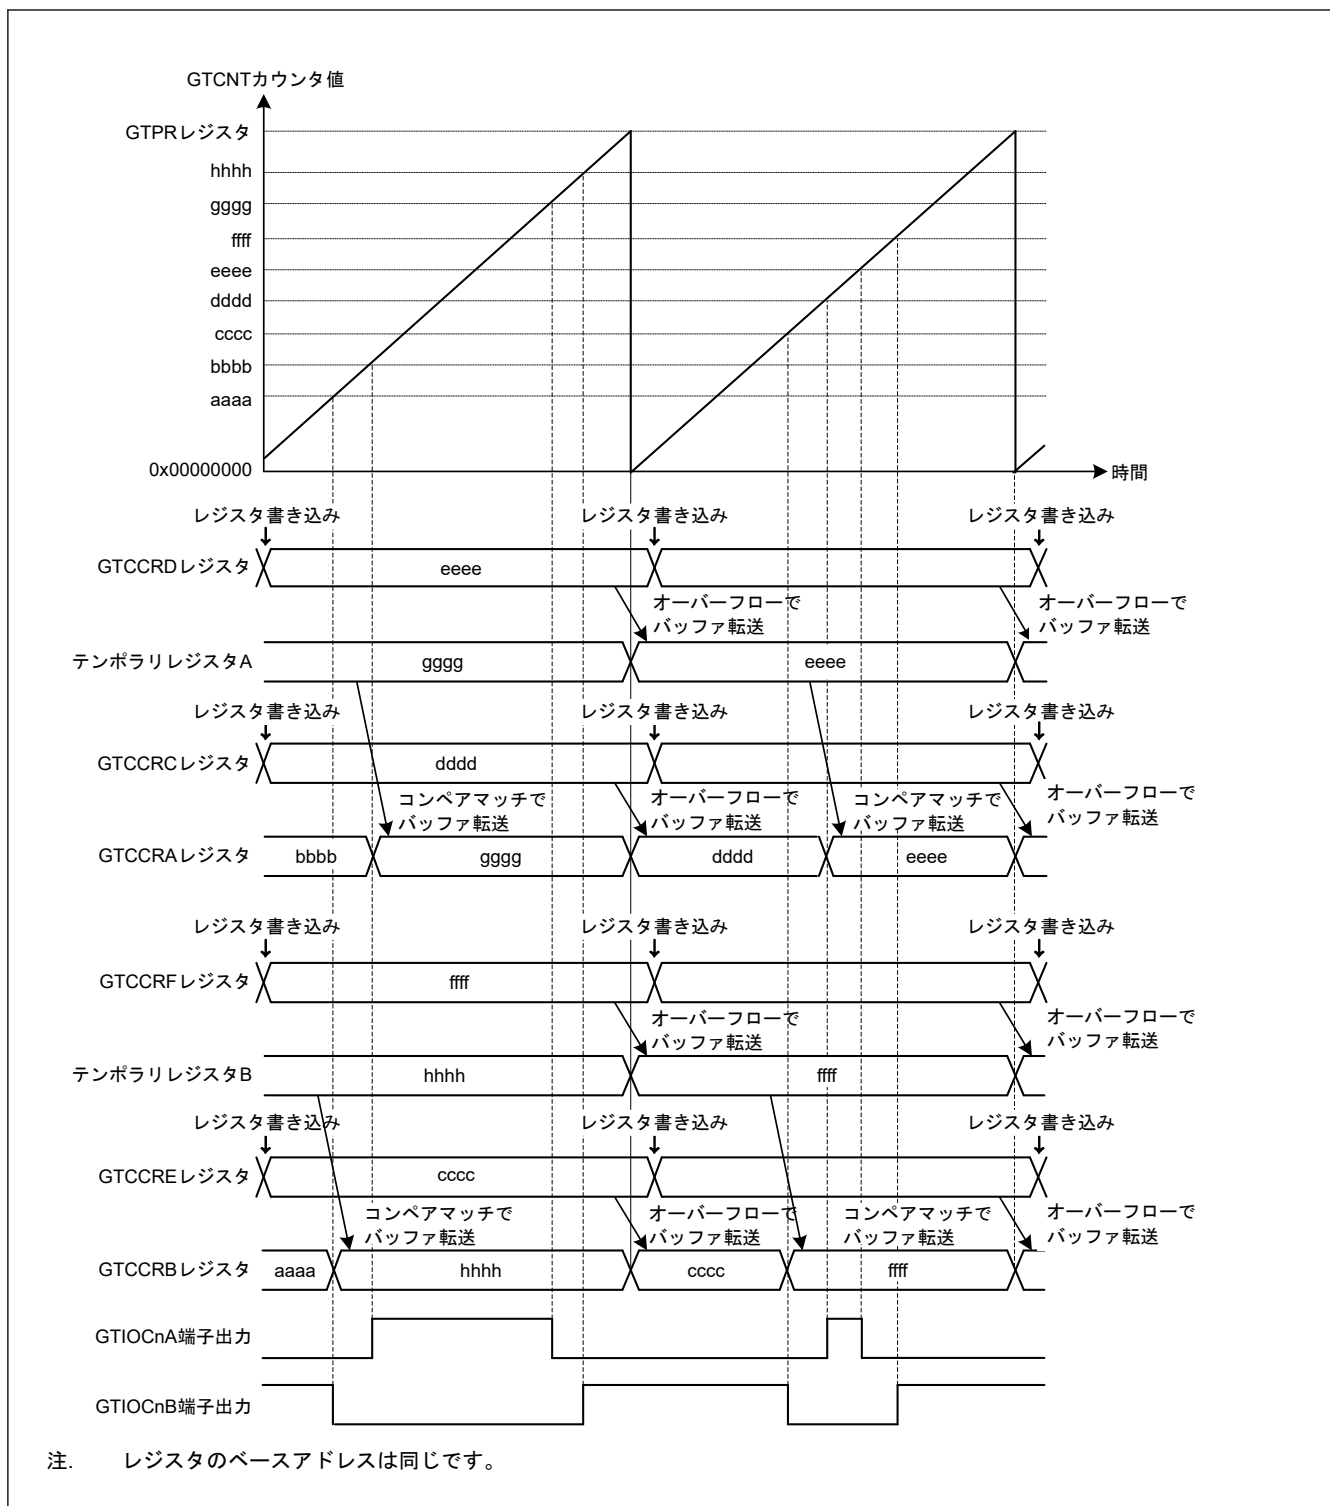 GTCNTカウンタ値
GTPRレジスタ
hhhh
gggg
ffff
eeee
dddd
cccc
bbbb
aaaa
0x00000000
時間
レジスタ書き込み レジスタ書き込み レジスタ書き込み
GTCCRDレジスタ eeee
オーバーフローで オーバーフローで
バッファ転送 バッファ転送
テンポラリレジスタA gggg eeee
レジスタ書き込み レジスタ書き込み レジスタ書き込み
GTCCRCレジスタ dddd
コンペアマッチで オーバーフローで コンペアマッチで オーバーフローで
バッファ転送 バッファ転送 バッファ転送 バッファ転送
GTCCRAレジスタ bbbb gggg dddd eeee
レジスタ書き込み レジスタ書き込み レジスタ書き込み
GTCCRFレジスタ ffff
オーバーフローで オーバーフローで
バッファ転送 バッファ転送
テンポラリレジスタB hhhh ffff
レジスタ書き込み レジスタ書き込み レジスタ書き込み
GTCCREレジスタ cccc
コンペアマッチで オーバーフローで コンペアマッチで オーバーフローで
バッファ転送 バッファ転送 バッファ転送 バッファ転送
GTCCRBレジスタ aaaa hhhh cccc ffff
GTIOCnA端子出力
GTIOCnB端子出力
注. レジスタのベースアドレスは同じです。